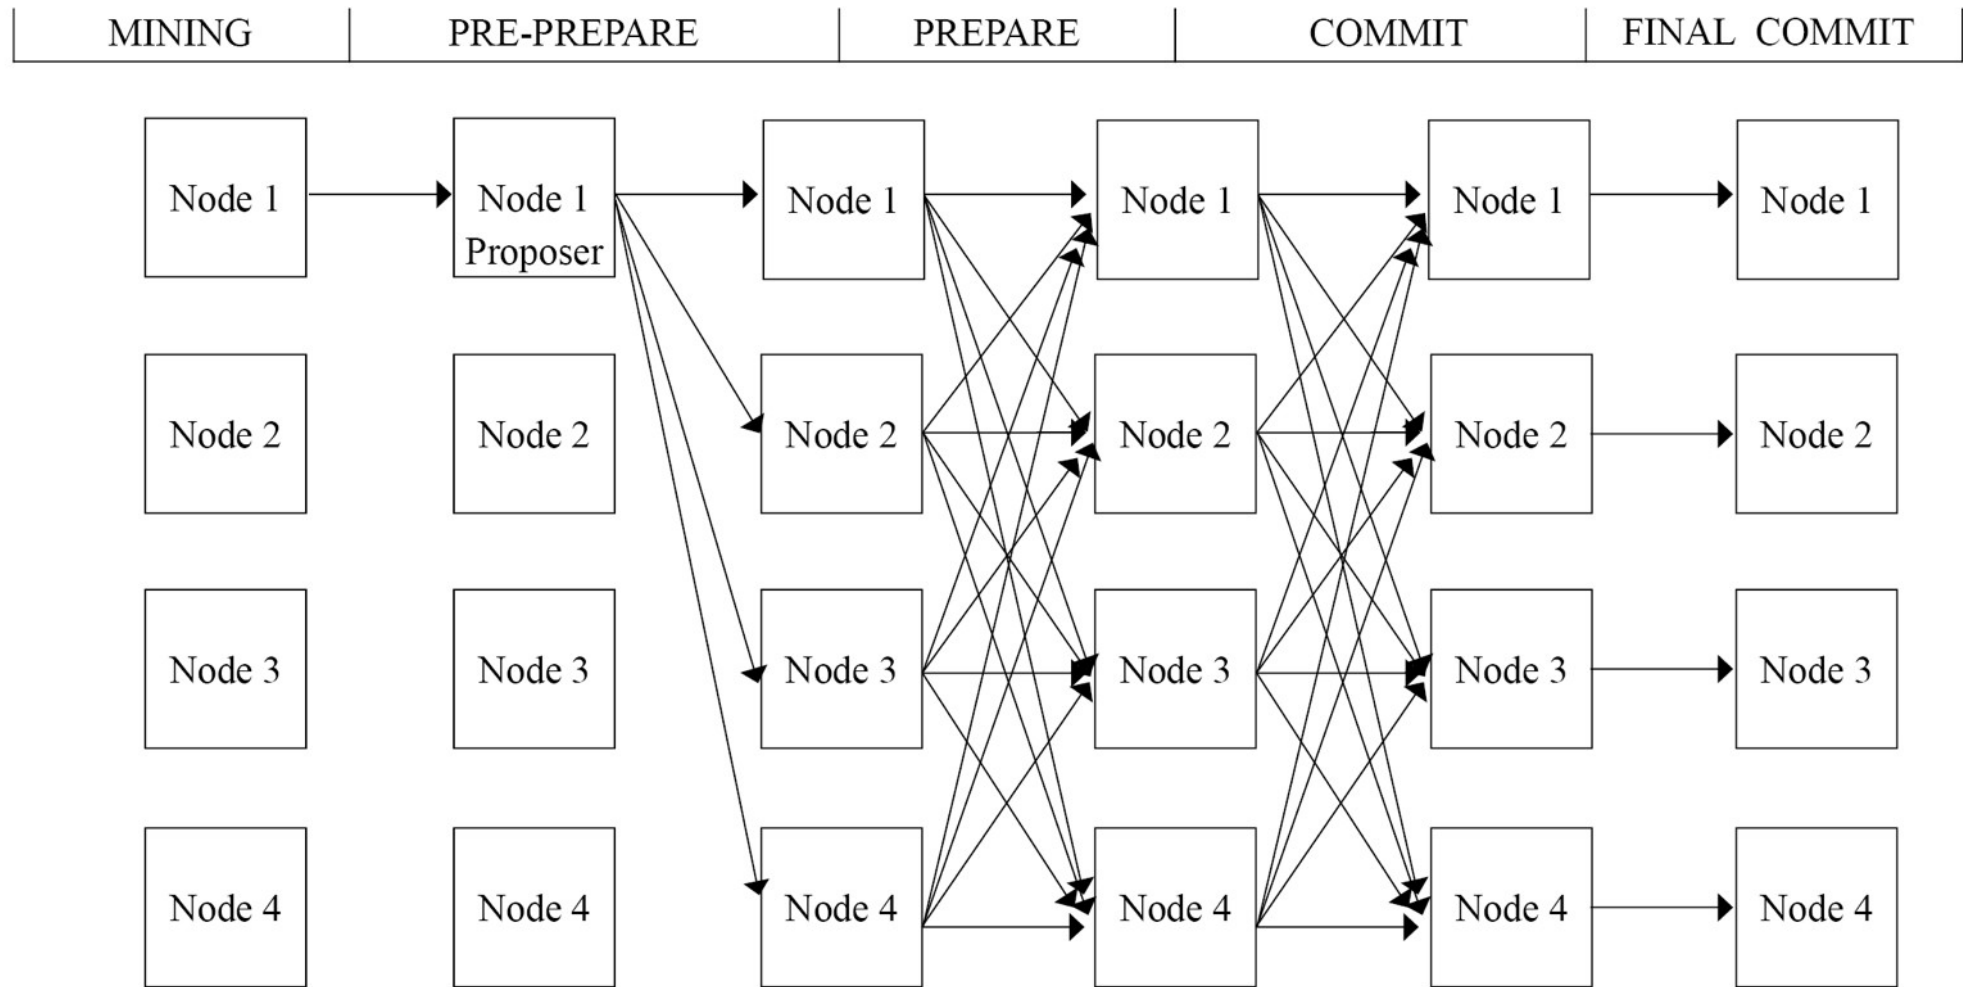 MINING PRE-PREPARE PREPARE COMMIT FINAL COMMIT
Node 1 Node 1 Node 1 Node 1 Node 1 Node 1
Proposer
Node 2 Node 2 Node 2 Node 2 Node 2 Node 2
Node 3 Node 3 Node 3 Node 3 Node 3 Node 3
Node 4 Node 4 Node 4 Node 4 Node 4 Node 4